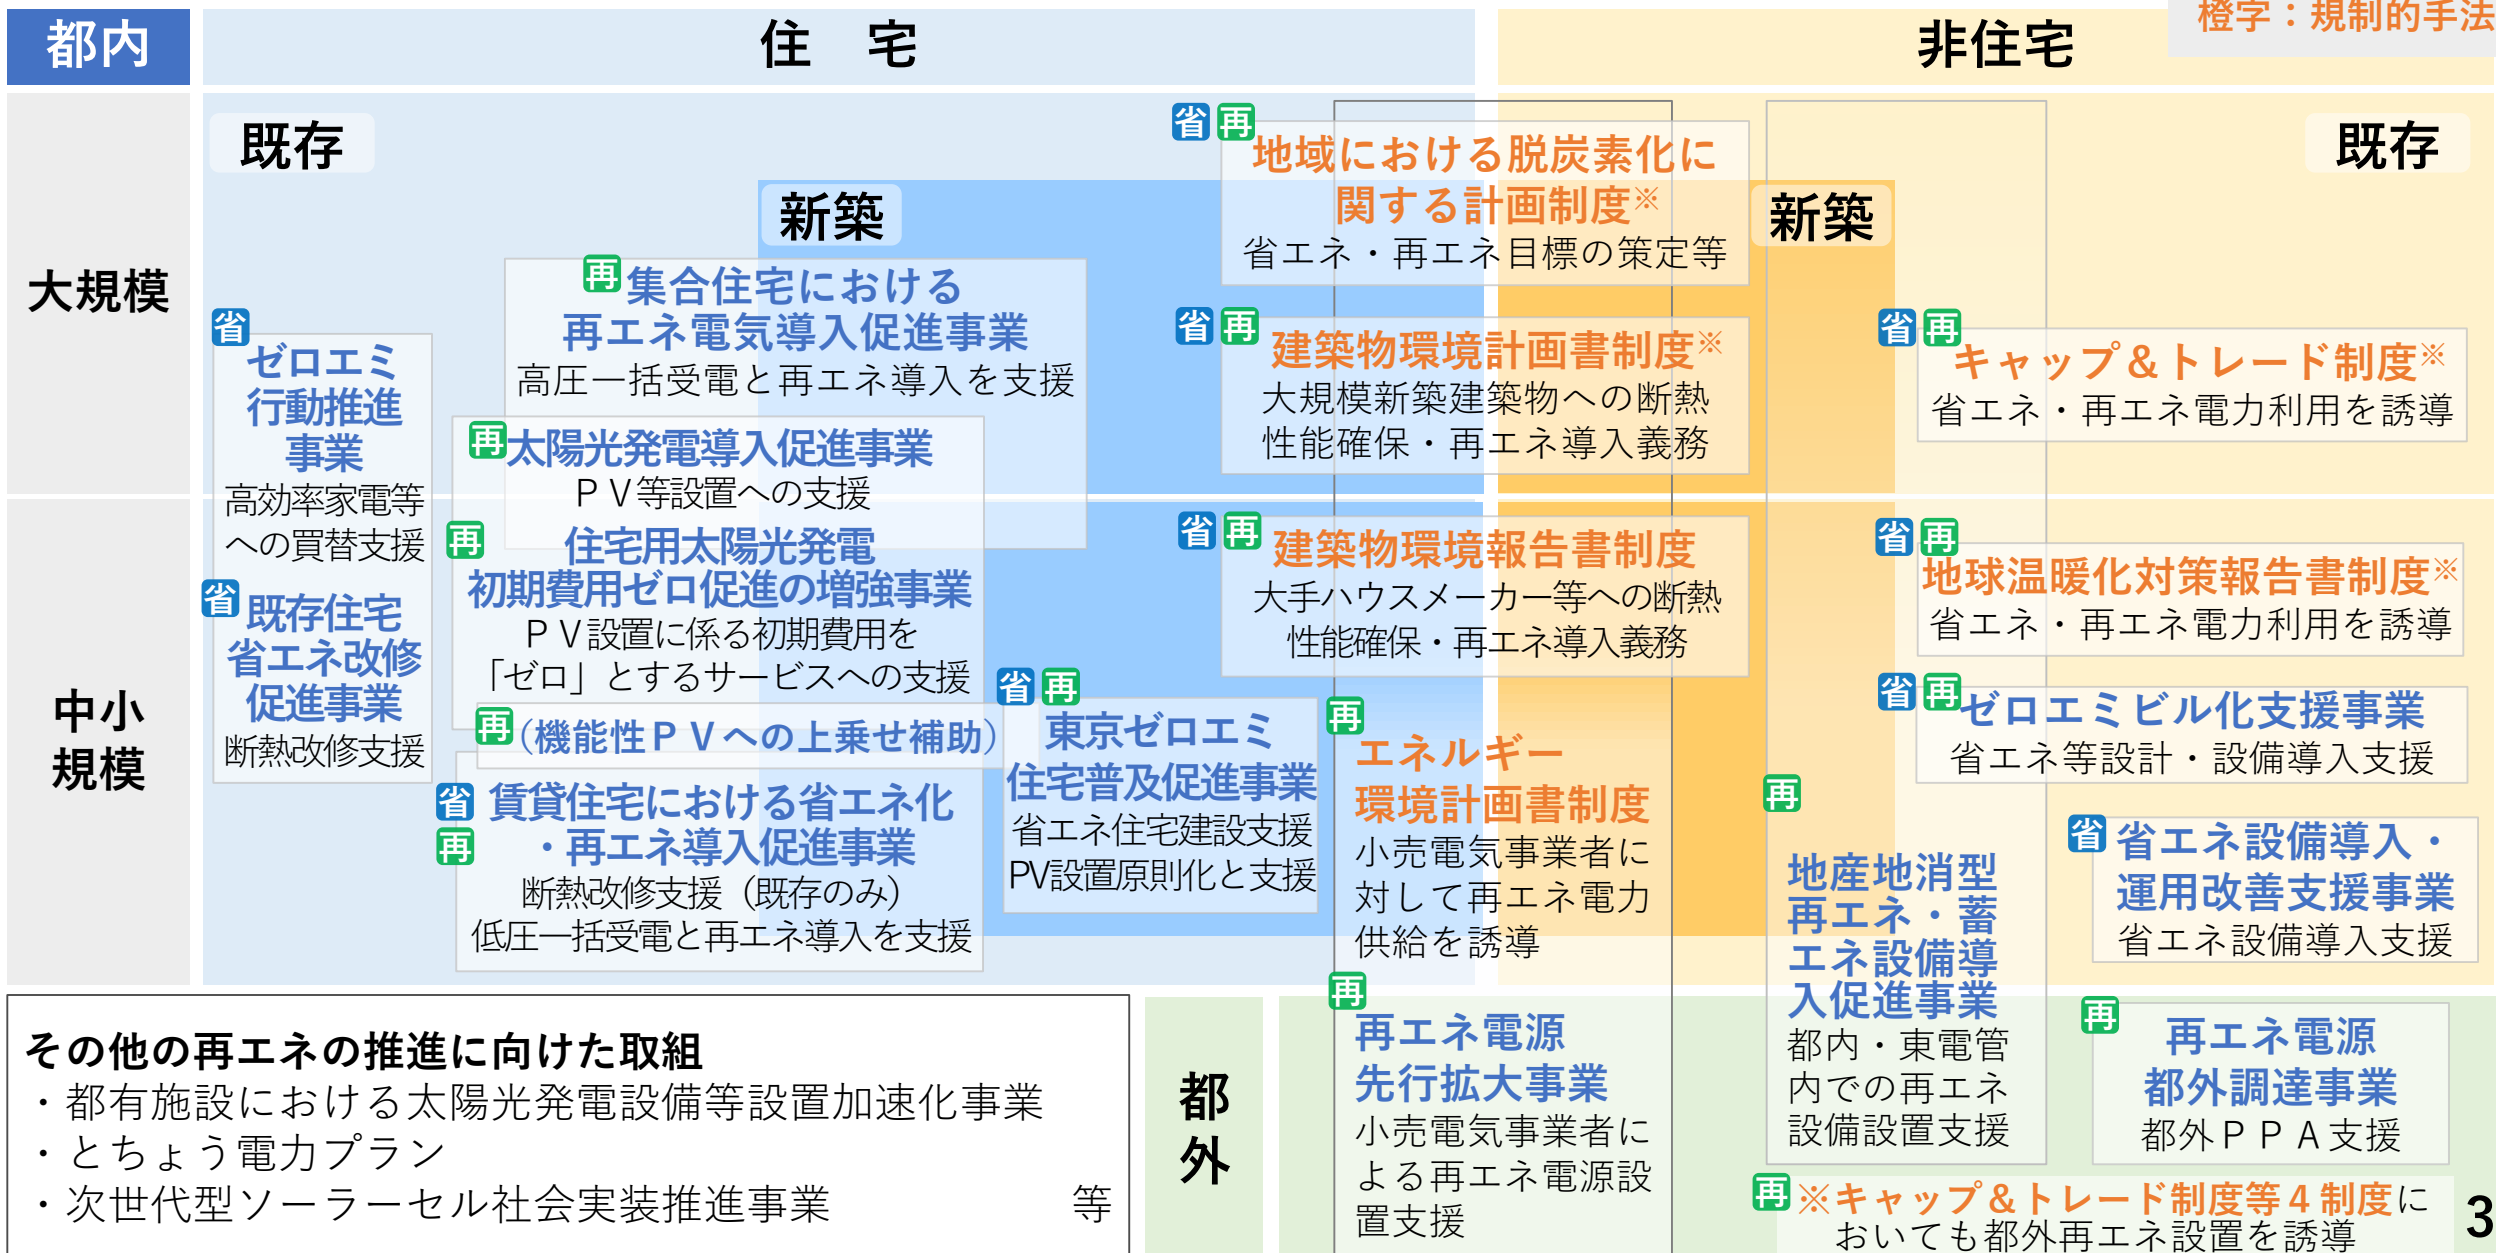 都内
住　宅
非住宅
橙字：規制的手法
大規模
既存
新築
省 再
地域における脱炭素化に
関する計画制度※
省エネ・再エネ目標の策定等
新築
既存
再
集合住宅における
再エネ電気導入促進事業
高圧一括受電と再エネ導入を支援
省
ゼロエミ
行動推進
事業
高効率家電等
への買替支援
再
太陽光発電導入促進事業
ＰＶ等設置への支援
省 再
建築物環境計画書制度※
大規模新築建築物への断熱
性能確保・再エネ導入義務
省 再
キャップ＆トレード制度※
省エネ・再エネ電力利用を誘導
中小
規模
省
既存住宅
省エネ改修
促進事業
断熱改修支援
再
住宅用太陽光発電
初期費用ゼロ促進の増強事業
ＰＶ設置に係る初期費用を
「ゼロ」とするサービスへの支援
再
（機能性ＰＶへの上乗せ補助）
省
再
賃貸住宅における省エネ化
・再エネ導入促進事業
断熱改修支援（既存のみ）
低圧一括受電と再エネ導入を支援
省 再
東京ゼロエミ
住宅普及促進事業
省エネ住宅建設支援
PV設置原則化と支援
省 再
建築物環境報告書制度
大手ハウスメーカー等への断熱
性能確保・再エネ導入義務
再
エネルギー
環境計画書制度
小売電気事業者に
対して再エネ電力
供給を誘導
省 再
地球温暖化対策報告書制度※
省エネ・再エネ電力利用を誘導
省 再
ゼロエミビル化支援事業
省エネ等設計・設備導入支援
再
地産地消型
再エネ・蓄
エネ設備導
入促進事業
都内・東電管
内での再エネ
設備設置支援
省
省エネ設備導入・
運用改善支援事業
省エネ設備導入支援
その他の再エネの推進に向けた取組
・都有施設における太陽光発電設備等設置加速化事業
・とちょう電力プラン
・次世代型ソーラーセル社会実装推進事業　等
都
外
再
再エネ電源
先行拡大事業
小売電気事業者に
よる再エネ電源設
置支援
再
再エネ電源
都外調達事業
都外ＰＰＡ支援
再
※キャップ＆トレード制度等４制度に
おいても都外再エネ設置を誘導
3